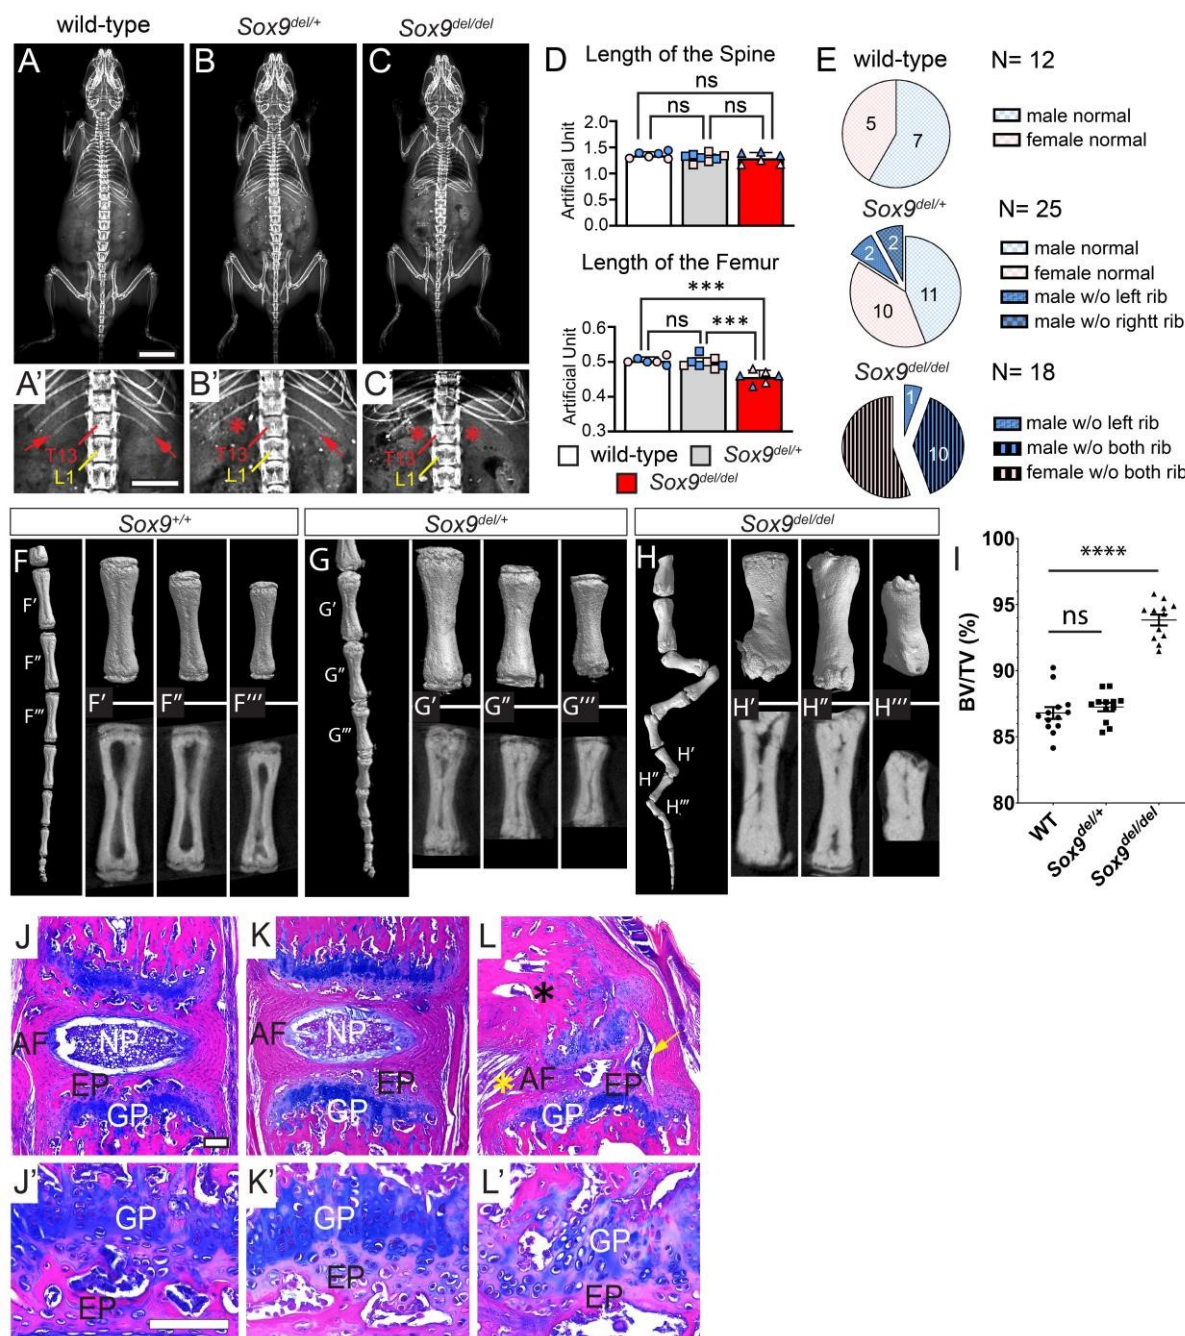 wild-type
Sox9del/+
Sox9del/del
A
B
C
A'
B'
C'
T13
L1
T13
L1
T13
L1
D
Length of the Spine
ns
ns
ns
Artificial Unit
2.0
1.5
1.0
0.5
0.0
Length of the Femur
***
ns
***
Artificial Unit
0.6
0.5
0.4
0.3
wild-type
Sox9del/+
Sox9del/del
E
wild-type
N= 12
5
7
male normal
female normal
Sox9del/+
N= 25
2
2
10
11
male normal
female normal
male w/o left rib
male w/o rightt rib
Sox9del/del
N= 18
1
10
male w/o left rib
male w/o both rib
female w/o both rib
Sox9+/+
Sox9del/+
Sox9del/del
F
F'
F"
F"'
F'
F"
F"'
G
G'
G"
G"'
G'
G"
G"'
H
H'
H"
H"'
H'
H"
H"'
I
****
ns
BV/TV (%)
100
95
90
85
80
WT
Sox9del/+
Sox9del/del
J
AF
NP
EP
GP
K
NP
EP
GP
L
*
*
AF
EP
GP
J'
GP
EP
K'
GP
EP
L'
GP
EP